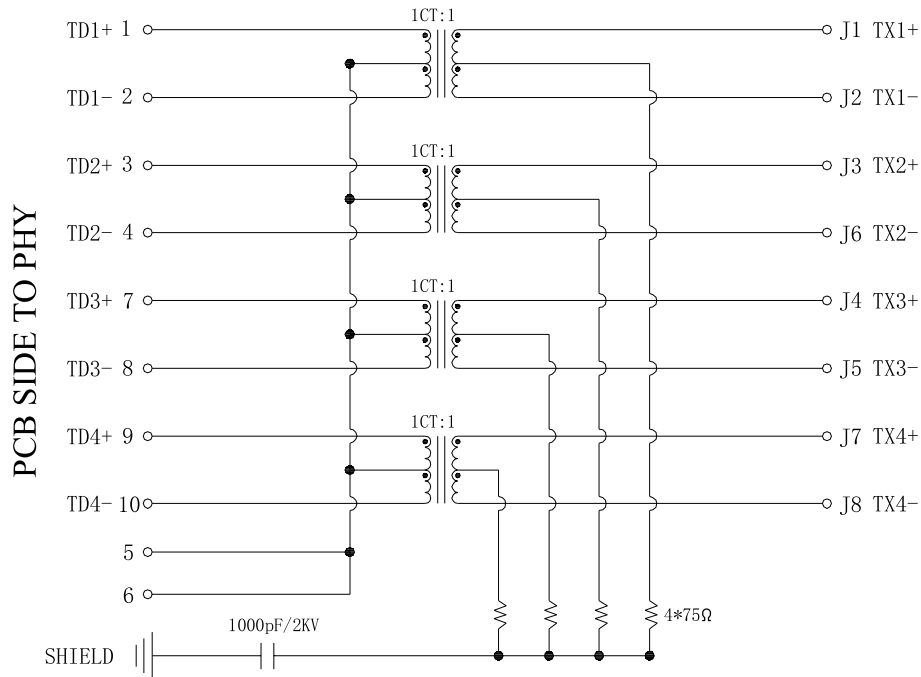 1CT:1
TD1+ 1 J1 TX1+
TD1- 2 J2 TX1-
1CT:1
TD2+ 3 J3 TX2+
TD2- 4 J6 TX2-
PCB SIDE TO PHY
1CT:1
TD3+ 7 J4 TX3+
TD3- 8 J5 TX3-
1CT:1
TD4+ 9 J7 TX4+
TD4- 10 J8 TX4-
5
6
4*75Ω
1000pF/2KV
SHIELD